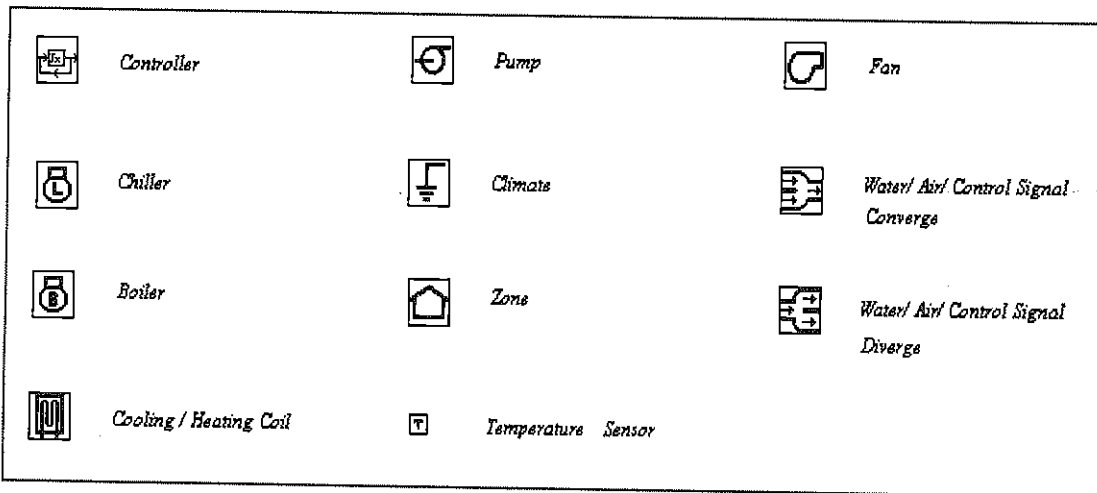 Controller
Pump
Fan
L
Chiller
Climate
Water/ Air/ Control Signal
Converge
B
Boiler
Zone
Water/ Air/ Control Signal
Diverge
Cooling / Heating Coil
T
Temperature Sensor